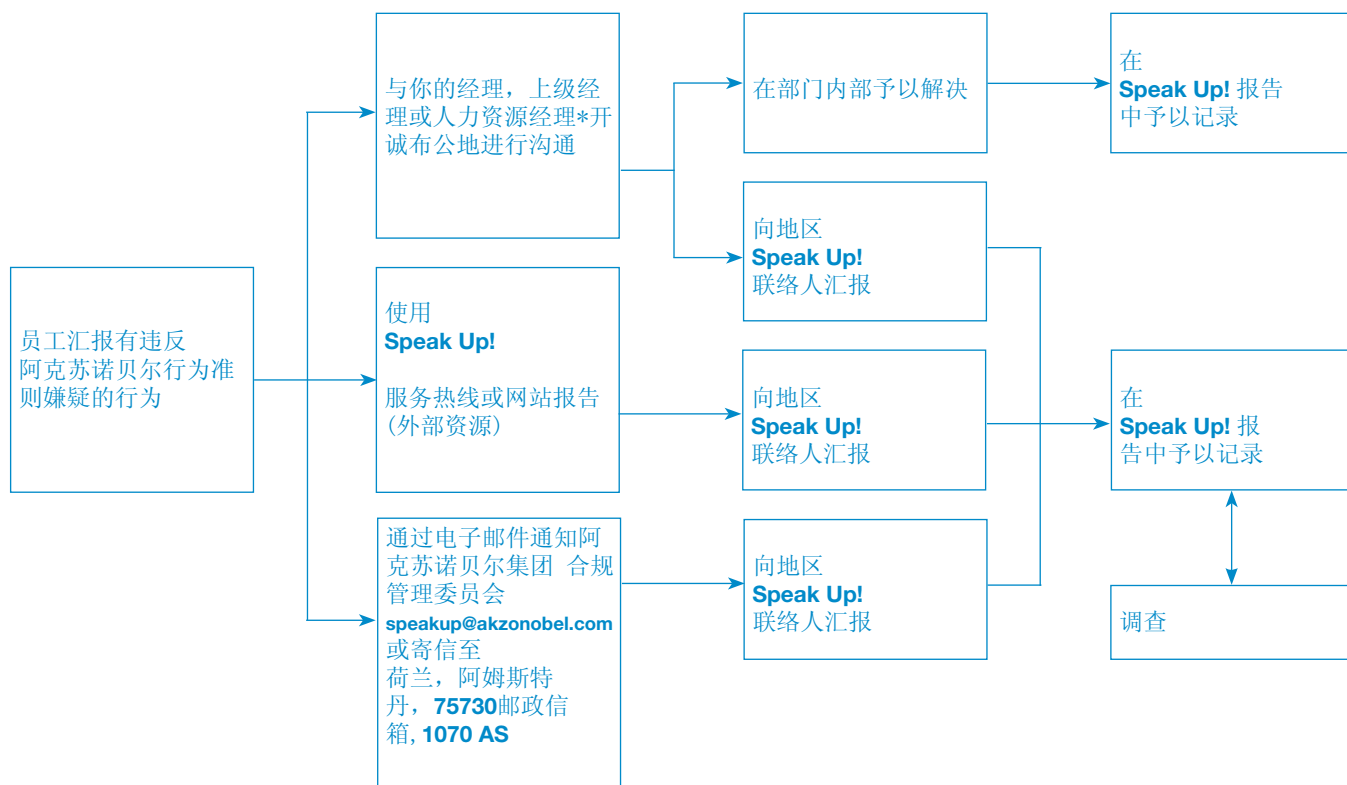 员工汇报有违反
阿克苏诺贝尔行为准
则嫌疑的行为
与你的经理，上级经
理或人力资源经理*开
诚布公地进行沟通
使用
Speak Up!
服务热线或网站报告
(外部资源)
通过电子邮件通知阿
克苏诺贝尔集团 合规
管理委员会
speakup@akzonobel.com
或寄信至
荷兰，阿姆斯特
丹，75730邮政信
箱, 1070 AS
在部门内部予以解决
向地区
Speak Up!
联络人汇报
向地区
Speak Up!
联络人汇报
向地区
Speak Up!
联络人汇报
在
Speak Up! 报告
中予以记录
在
Speak Up! 报
告中予以记录
调查